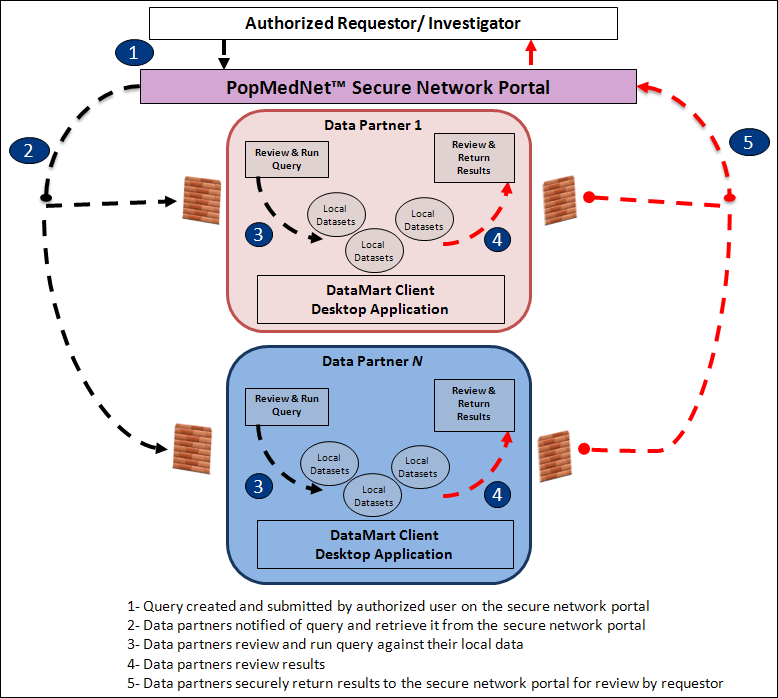 Authorized Requestor/ Investigator
1
PopMedNet™ Secure Network Portal
2
5
Data Partner 1
Review & Run
Query
Review &
Return
Results
Local
Datasets
Local
Datasets
Local
Datasets
3
4
DataMart Client
Desktop Application
Data Partner N
Review & Run
Query
Review &
Return
Results
Local
Datasets
Local
Datasets
Local
Datasets
3
4
DataMart Client
Desktop Application
1- Query created and submitted by authorized user on the secure network portal
2- Data partners notified of query and retrieve it from the secure network portal
3- Data partners review and run query against their local data
4- Data partners review results
5- Data partners securely return results to the secure network portal for review by requestor